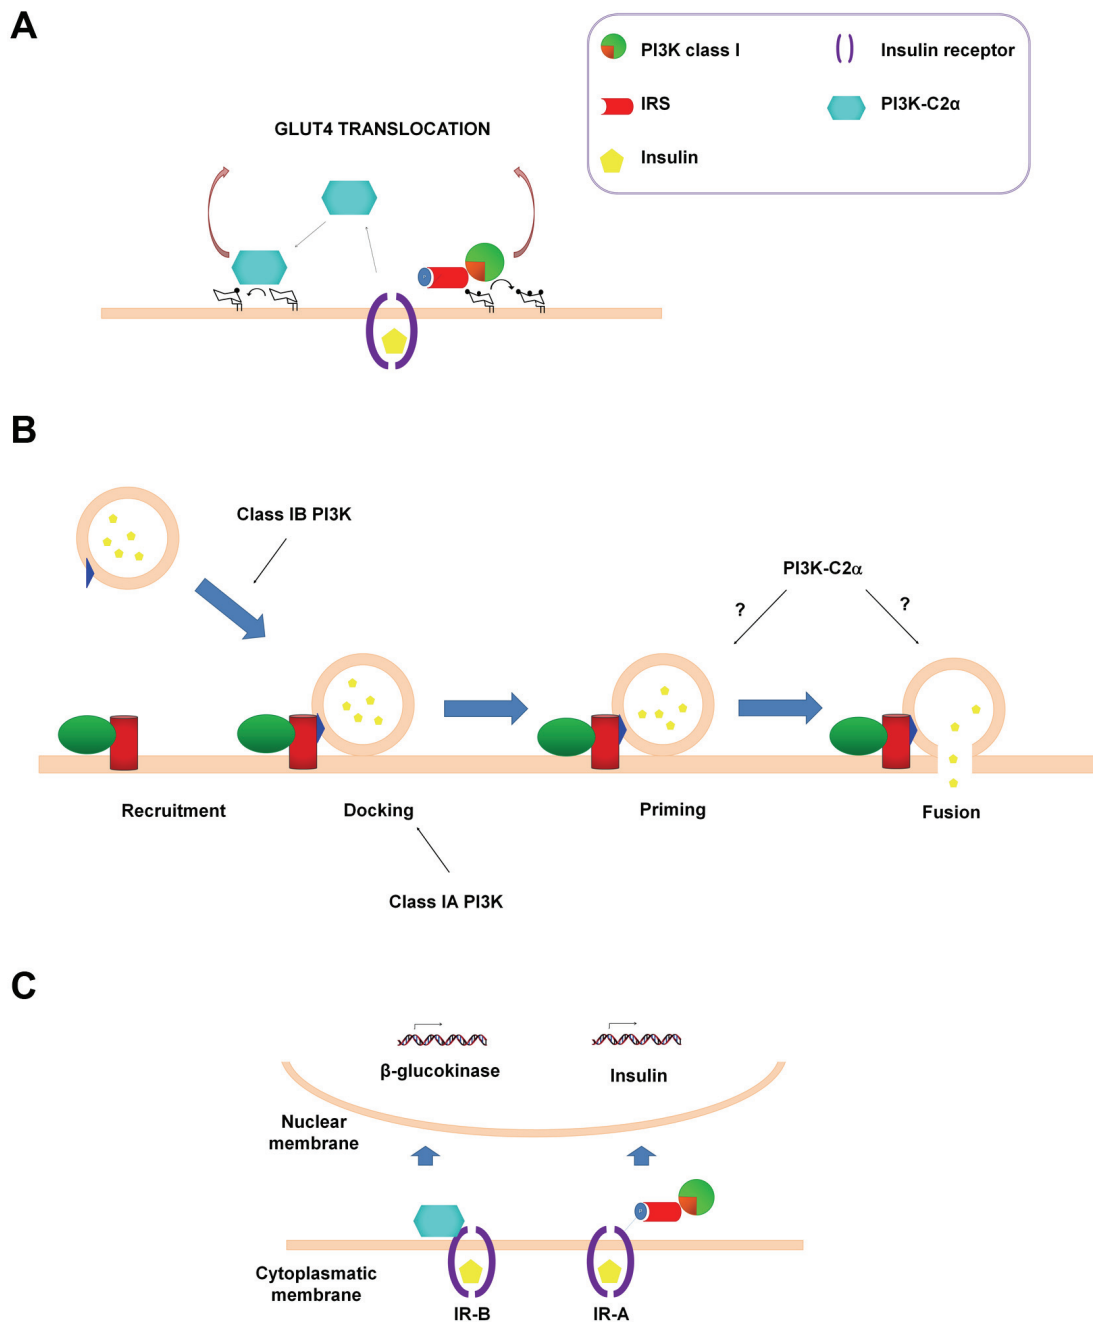 A
PI3K class I
Insulin receptor
IRS
PI3K-C2α
Insulin
GLUT4 TRANSLOCATION
B
Class IB PI3K
PI3K-C2α
?
?
Recruitment
Docking
Priming
Fusion
Class IA PI3K
C
β-glucokinase
Insulin
Nuclear
membrane
Cytoplasmatic
membrane
IR-B
IR-A